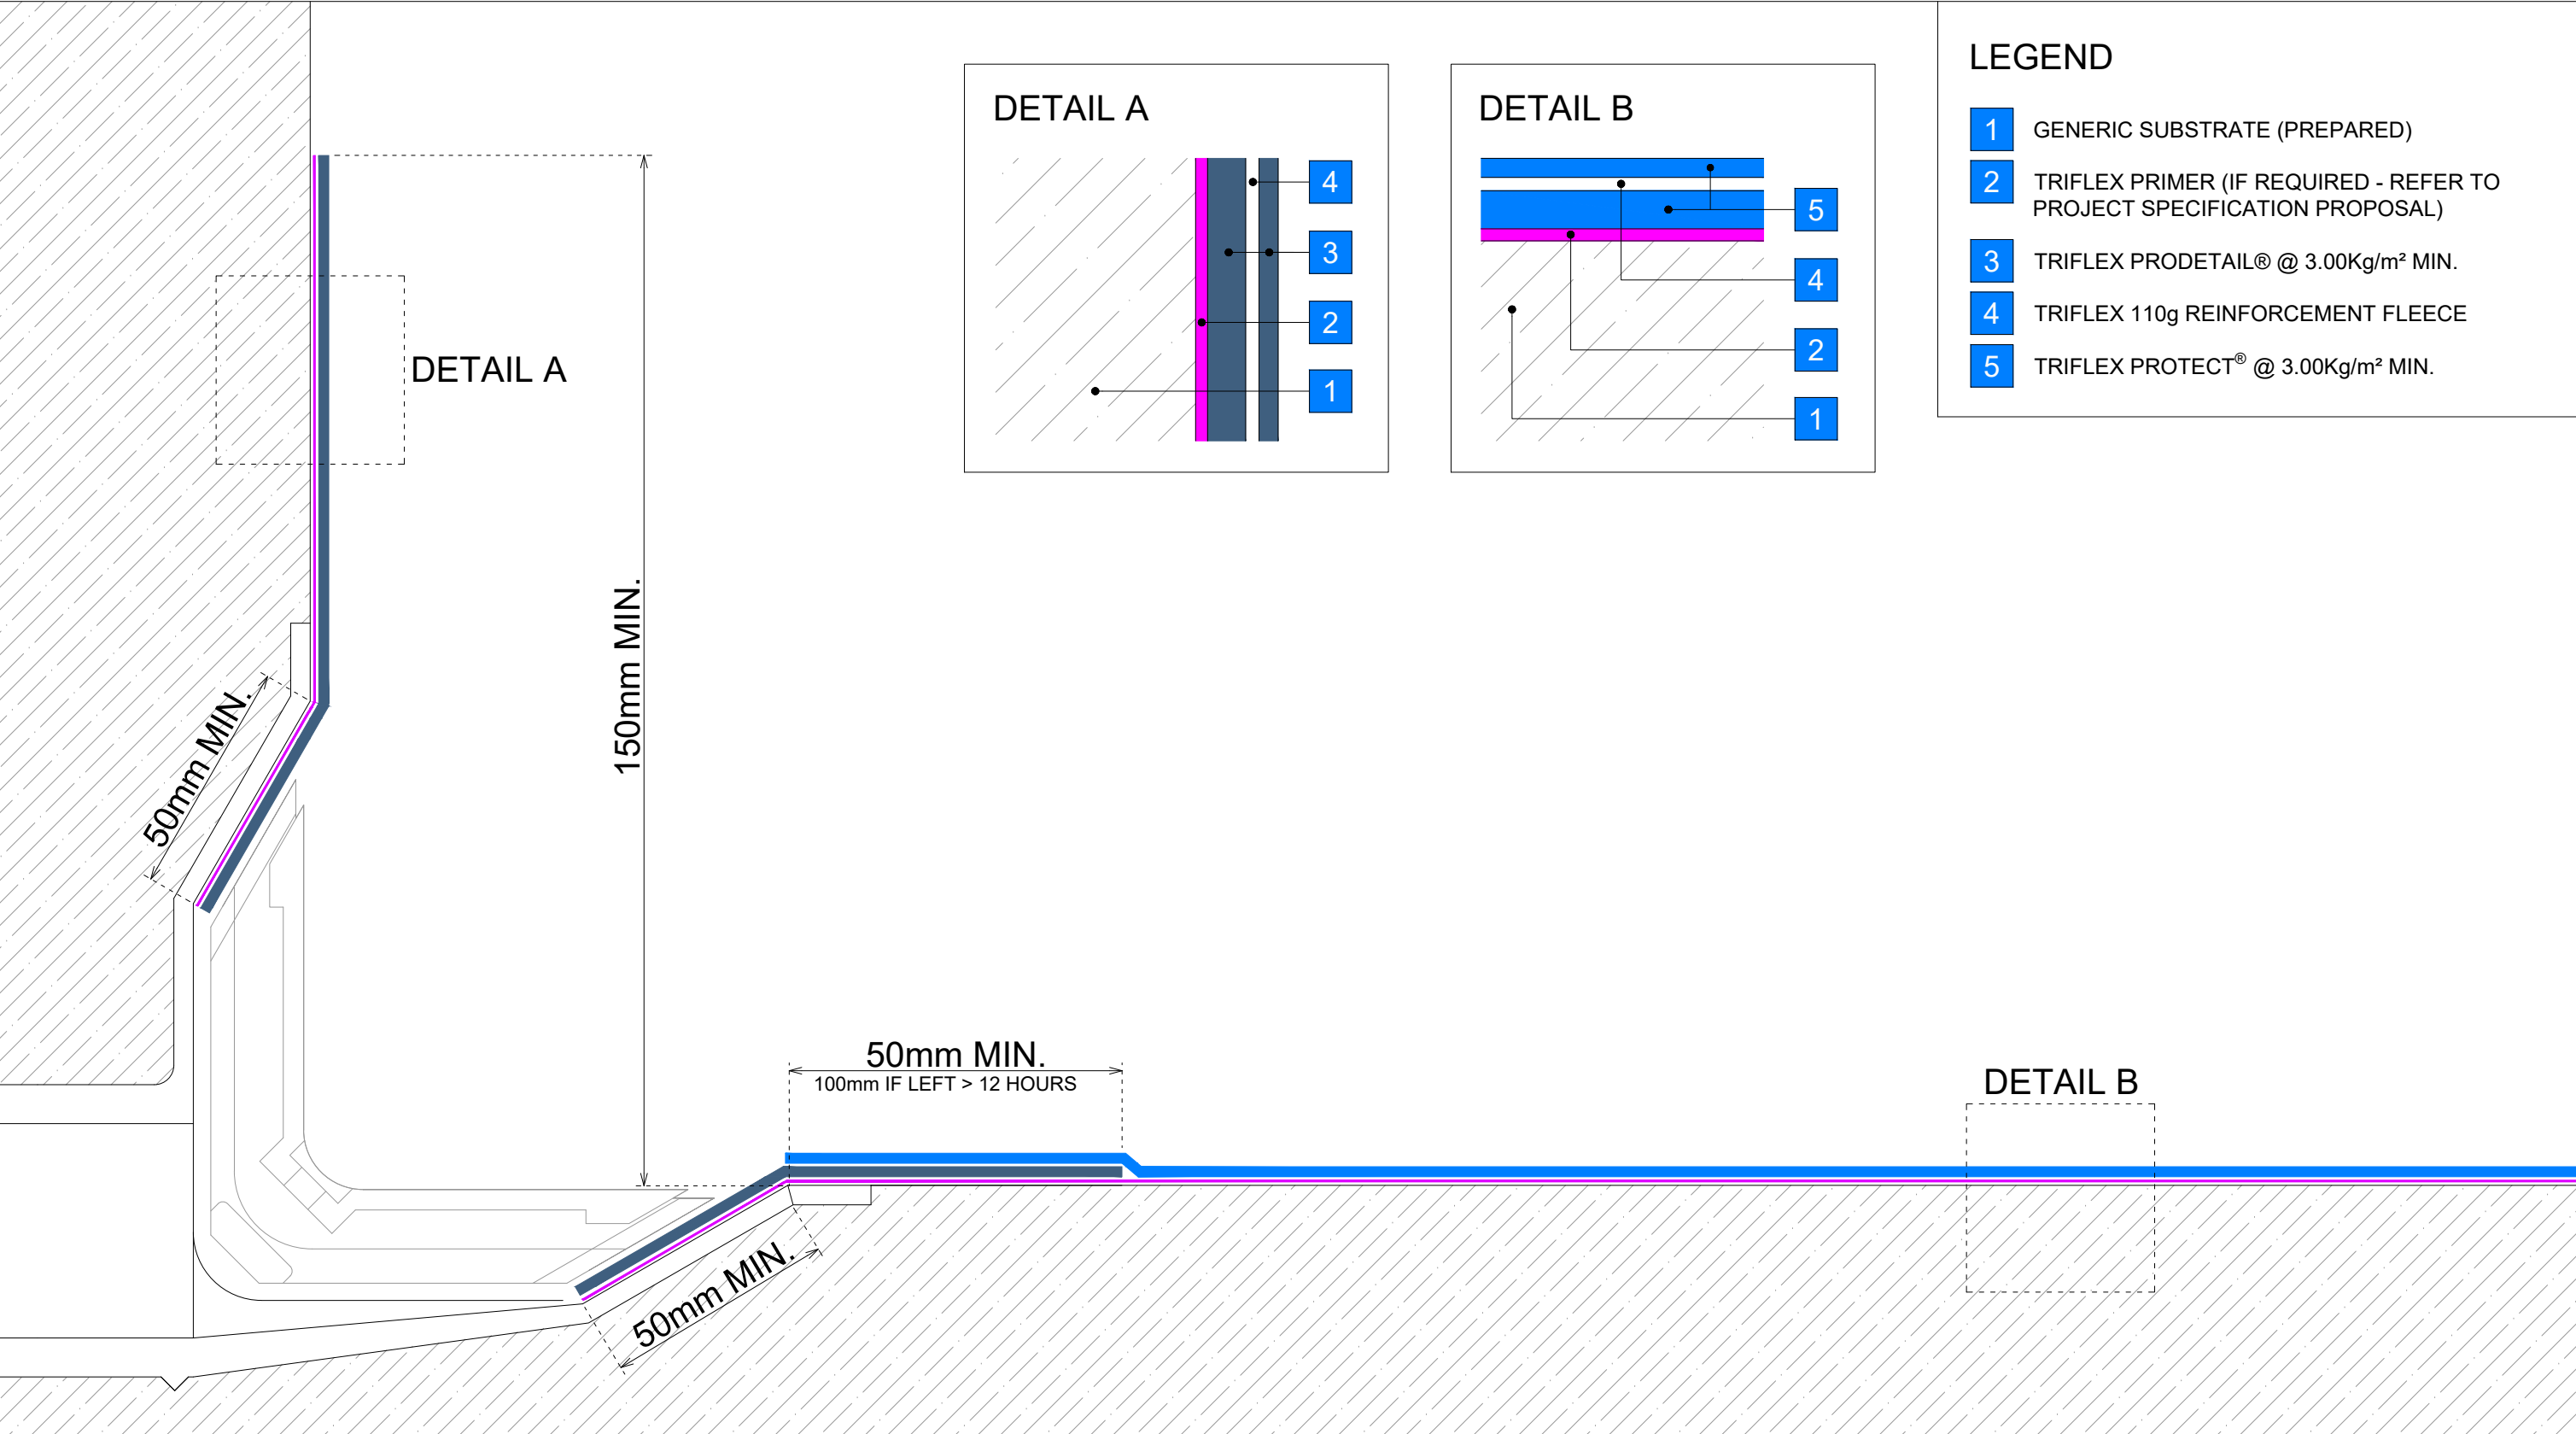 DETAIL A
4
3
2
1
DETAIL B
5
4
2
1
LEGEND
1 GENERIC SUBSTRATE (PREPARED)
2 TRIFLEX PRIMER (IF REQUIRED - REFER TO
PROJECT SPECIFICATION PROPOSAL)
3 TRIFLEX PRODETAIL® @ 3.00Kg/m² MIN.
4 TRIFLEX 110g REINFORCEMENT FLEECE
5 TRIFLEX PROTECT® @ 3.00Kg/m² MIN.
DETAIL A
150mm MIN.
50mm MIN.
50mm MIN.
100mm IF LEFT > 12 HOURS
DETAIL B
50mm MIN.